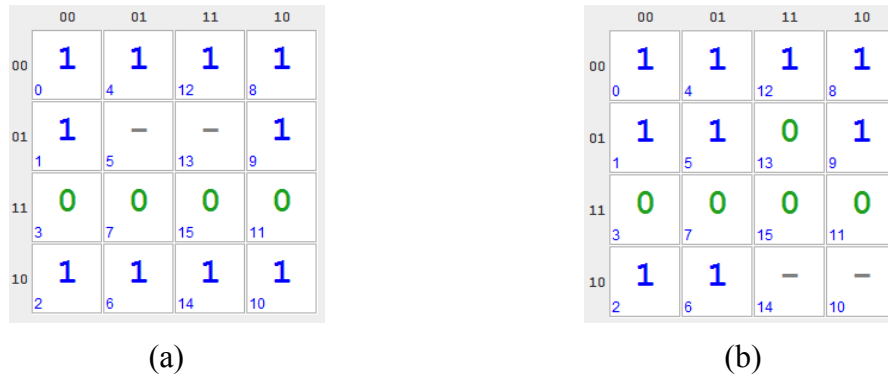 00 01 11 10
00 1 1 1 1
0 4 12 8
01 1 – – 1
1 5 13 9
11 0 0 0 0
3 7 15 11
10 1 1 1 1
2 6 14 10
(a)
00 01 11 10
00 1 1 1 1
0 4 12 8
01 1 1 0 1
1 5 13 9
11 0 0 0 0
3 7 15 11
10 1 1 – –
2 6 14 10
(b)